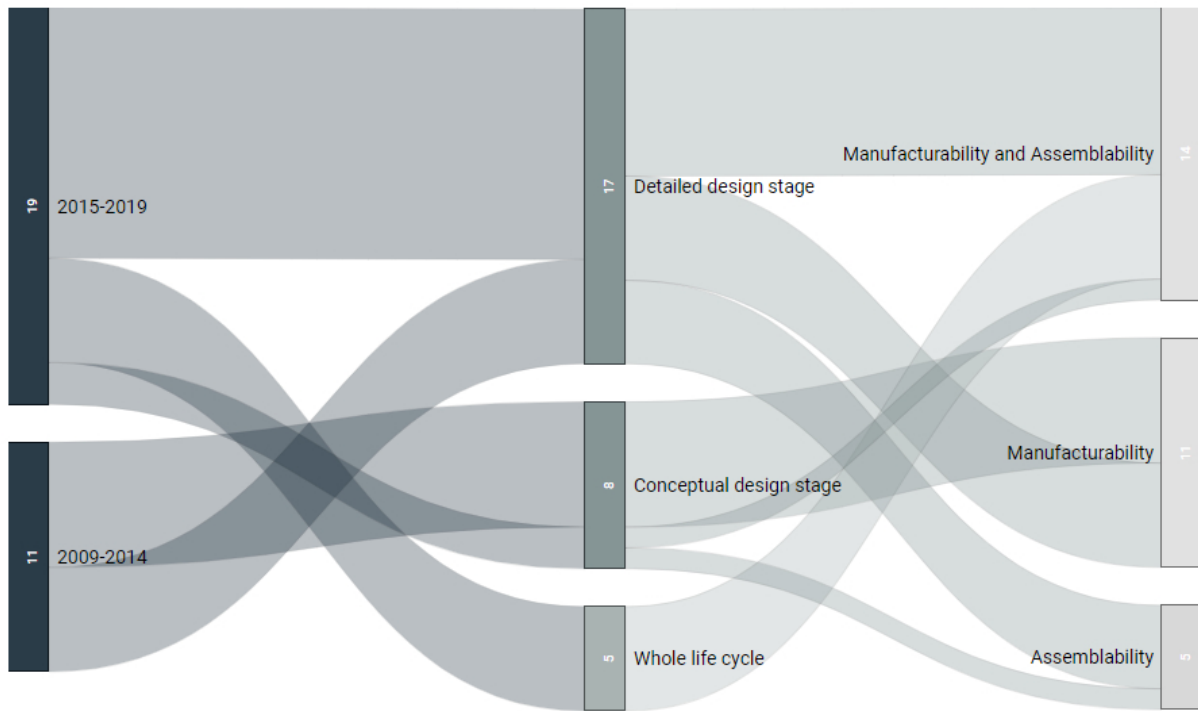 19
2015-2019
11
2009-2014
17
Detailed design stage
8
Conceptual design stage
5
Whole life cycle
Manufacturability and Assemblability
14
Manufacturability
11
Assemblability
5